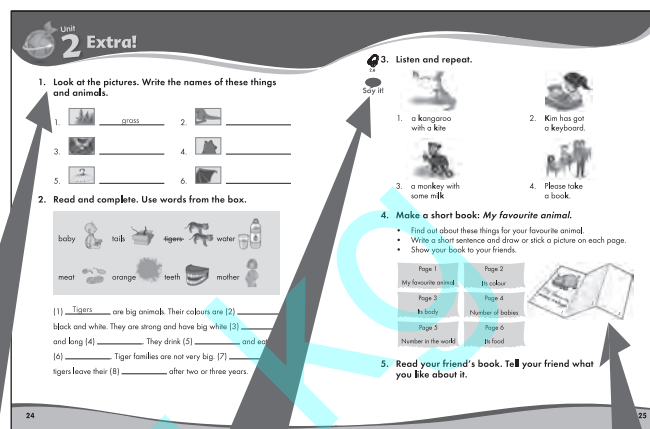 Unit
2 Extra!
1. Look at the pictures. Write the names of these things
and animals.
1. grass
2.
3.
4.
5.
6.
2. Read and complete. Use words from the box.
baby tails tigers water
meat orange teeth mother
(1) Tigers are big animals. Their colours are (2)
black and white. They are strong and have big white (3)
and long (4) . They drink (5) and eat
(6) . Tiger families are not very big. (7)
tigers leave their (8) after two or three years.
24
3. Listen and repeat.
2.6
Say it!
1. a kangaroo
with a kite
2. Kim has got
a keyboard.
3. a monkey with
some milk
4. Please take
a book.
4. Make a short book: My favourite animal.
• Find out about these things for your favourite animal.
• Write a short sentence and draw or stick a picture on each page.
• Show your book to your friends.
Page 1
My favourite animal
Page 2
Its colour
Page 3
Its body
Page 4
Number of babies
Page 5
Number in the world
Page 6
Its food
5. Read your friend's book. Tell your friend what
you like about it.
25